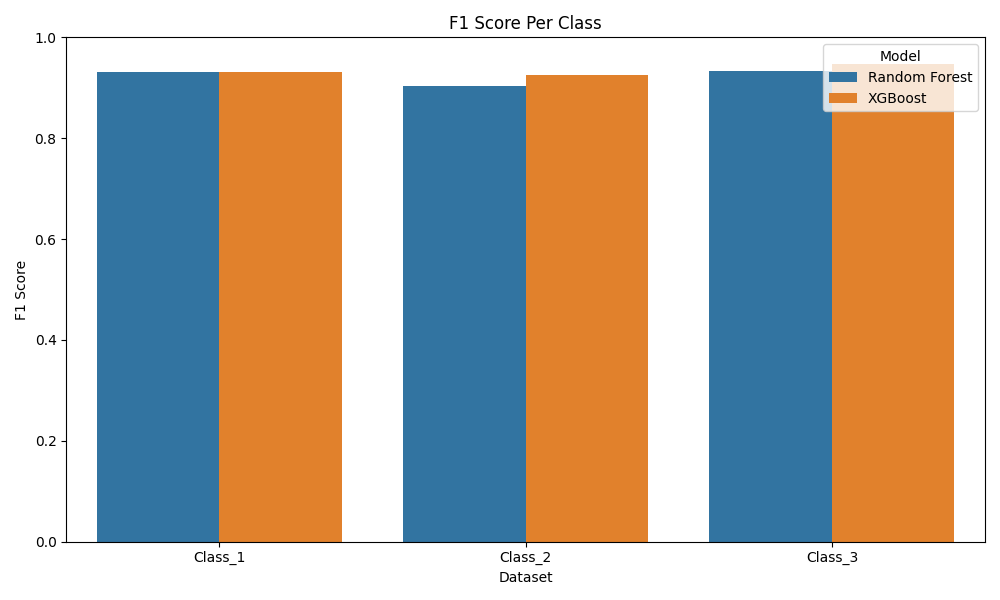 F1 Score Per Class
Model
Random Forest
XGBoost
F1 Score
1.0
0.8
0.6
0.4
0.2
0.0
Class_1
Class_2
Class_3
Dataset